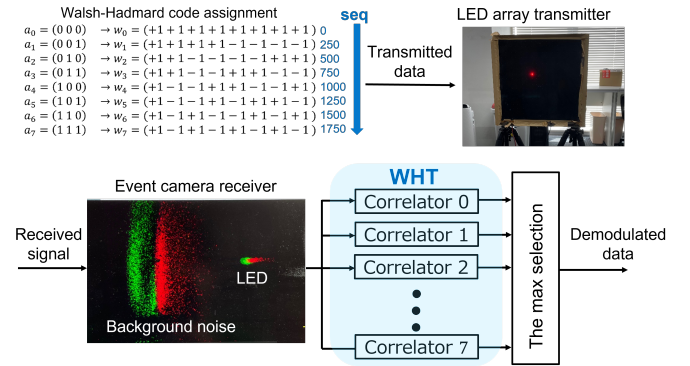 Walsh-Hadmard code assignment
seq
a₀ = (0 0 0) → w₀ = (+1 +1 +1 +1 +1 +1 +1 +1) 0
a₁ = (0 0 1) → w₁ = (+1 +1 +1 +1 −1 −1 −1 −1) 250
a₂ = (0 1 0) → w₂ = (+1 +1 −1 −1 −1 −1 +1 +1) 500
a₃ = (0 1 1) → w₃ = (+1 +1 −1 −1 +1 +1 −1 −1) 750
a₄ = (1 0 0) → w₄ = (+1 −1 −1 +1 +1 −1 −1 +1) 1000
a₅ = (1 0 1) → w₅ = (+1 −1 −1 +1 −1 +1 +1 −1) 1250
a₆ = (1 1 0) → w₆ = (+1 −1 +1 −1 −1 +1 −1 +1) 1500
a₇ = (1 1 1) → w₇ = (+1 −1 +1 −1 +1 −1 +1 −1) 1750
Transmitted
data
LED array transmitter
Received
signal
Event camera receiver
LED
Background noise
WHT
Correlator 0
Correlator 1
Correlator 2
Correlator 7
The max selection
Demodulated
data